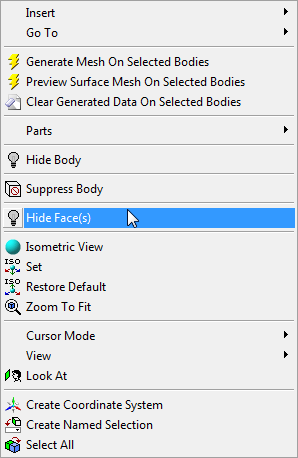 Insert
Go To
Generate Mesh On Selected Bodies
Preview Surface Mesh On Selected Bodies
Clear Generated Data On Selected Bodies
Parts
Hide Body
Suppress Body
Hide Face(s)
Isometric View
ISO Set
ISO Restore Default
Zoom To Fit
Cursor Mode
View
Look At
Create Coordinate System
Create Named Selection
Select All